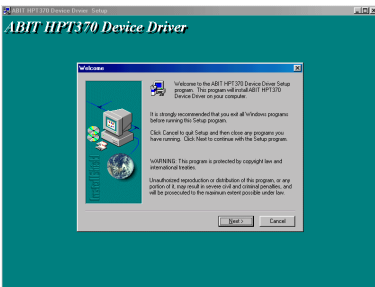 ABIT HPT370 Device Driver Setup
ABIT HPT370 Device Driver
Welcome
Welcome to the ABIT HPT370 Device Driver Setup
program. This program will install ABIT HPT370
Device Driver on your computer.
It is strongly recommended that you exit all Windows programs
before running this Setup program.
Click Cancel to quit Setup and then close any programs you
have running. Click Next to continue with the Setup program.
WARNING: This program is protected by copyright law and
international treaties.
Unauthorized reproduction or distribution of this program, or any
portion of it, may result in severe civil and criminal penalties, and
will be prosecuted to the maximum extent possible under law.
InstallShield
Next >
Cancel